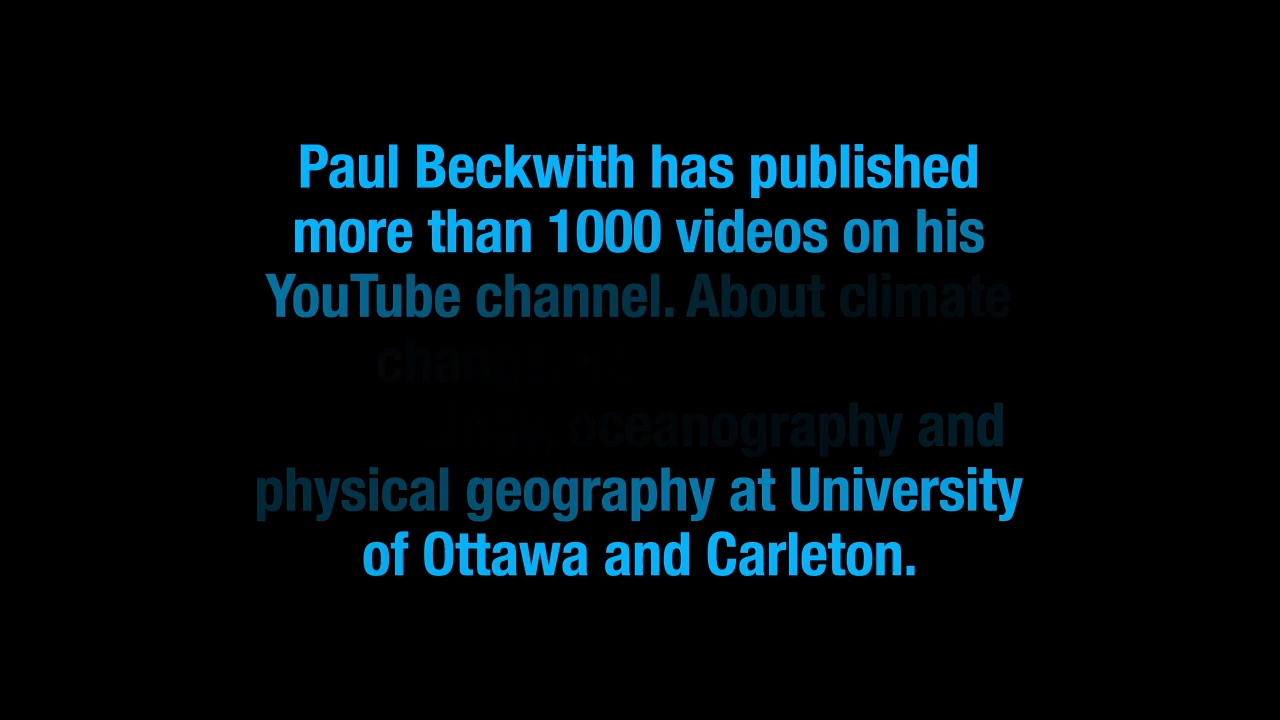 Paul Beckwith has published
more than 1000 videos on his
YouTube channel. About climate
change.
oceanography and
physical geography at University
of Ottawa and Carleton.